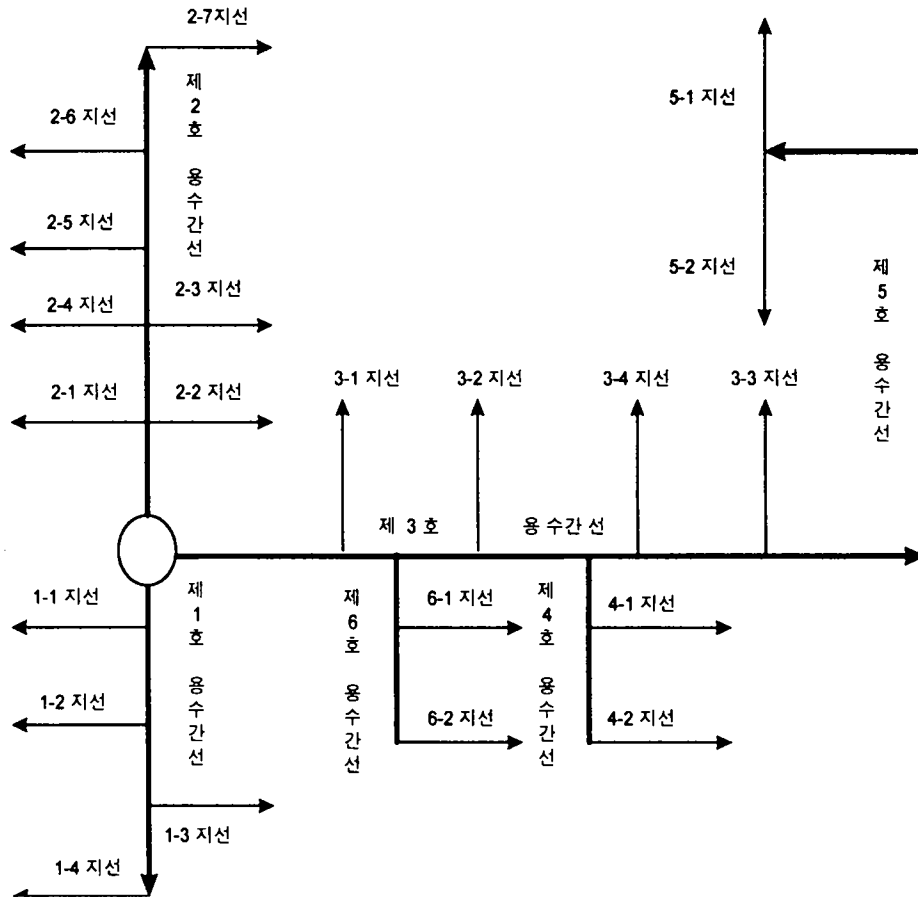 2-7지선
제2호 용수간선
2-6 지선
2-5 지선
2-4 지선
2-3 지선
2-1 지선
2-2 지선
5-1 지선
5-2 지선
제5호 용수간선
3-1 지선
3-2 지선
3-4 지선
3-3 지선
제 3 호 용 수간 선
1-1 지선
제1호 용수간선
1-2 지선
1-3 지선
1-4 지선
제6호 용수간선
6-1 지선
6-2 지선
제4호 용수간선
4-1 지선
4-2 지선